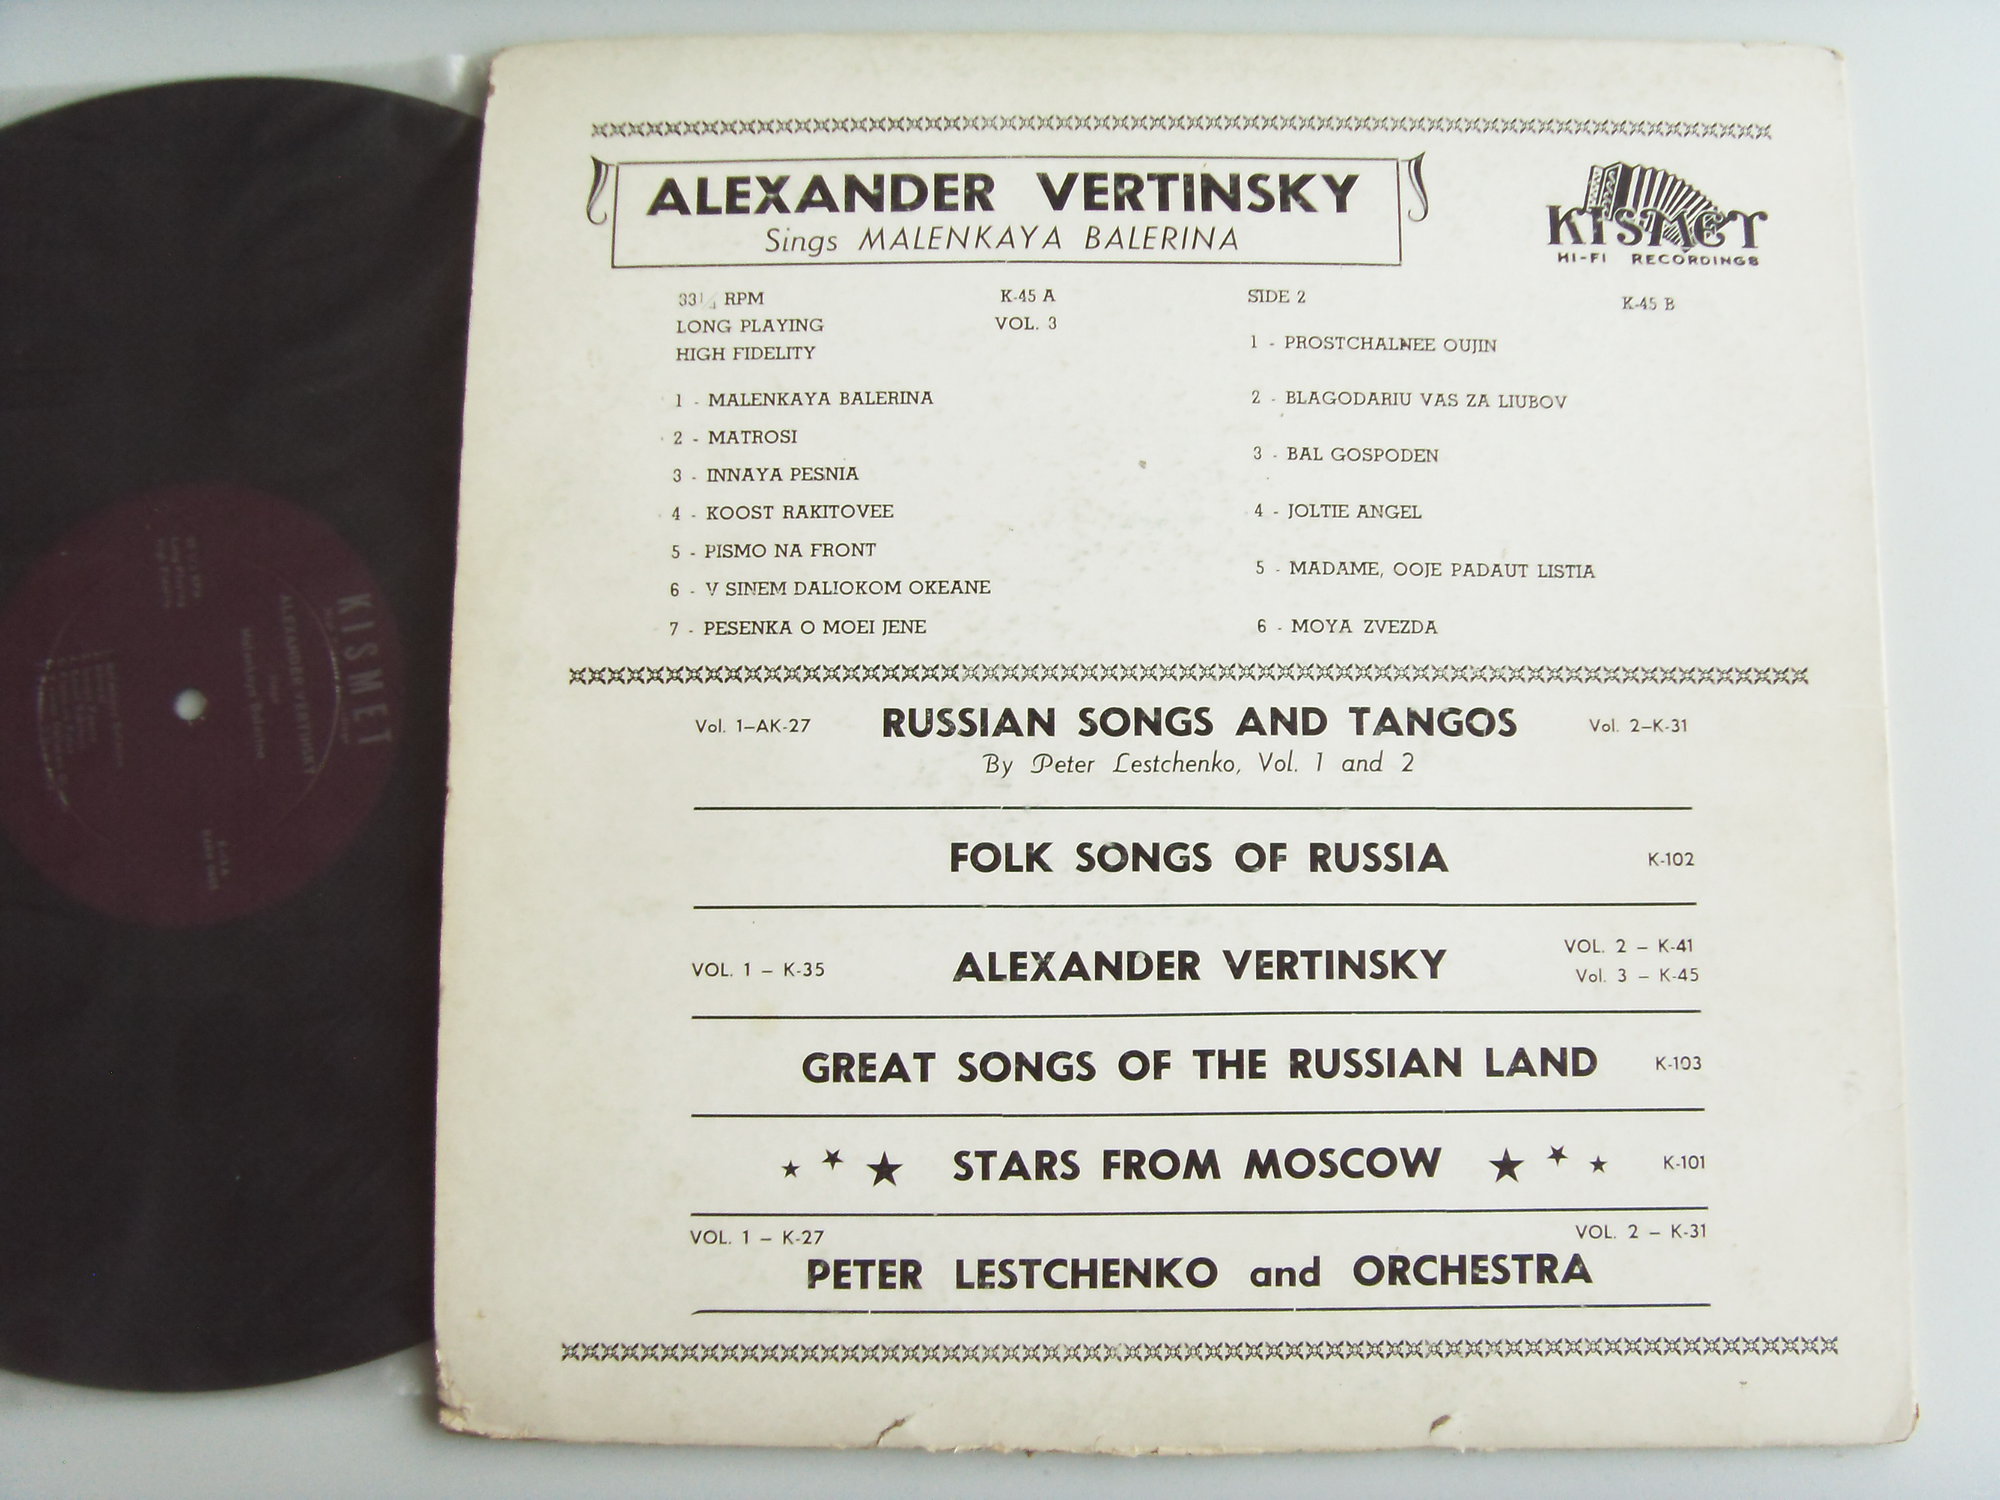 ALEXANDER VERTINSKY
Sings MALENKAYA BALERINA
KISMET
HI-FI RECORDINGS
33⅓ RPM
LONG PLAYING
HIGH FIDELITY
K-45 A
VOL. 3
1 - MALENKAYA BALERINA
2 - MATROSI
3 - INNAYA PESNIA
4 - KOOST RAKITOVEE
5 - PISMO NA FRONT
6 - V SINEM DALIOKOM OKEANE
7 - PESENKA O MOEI JENE
SIDE 2
K-45 B
1 - PROSTCHALNEE OUJIN
2 - BLAGODARIU VAS ZA LIUBOV
3 - BAL GOSPODEN
4 - JOLTIE ANGEL
5 - MADAME, OOJE PADAUT LISTIA
6 - MOYA ZVEZDA
Vol. 1–AK-27 RUSSIAN SONGS AND TANGOS Vol. 2–K-31
By Peter Lestchenko, Vol. 1 and 2
FOLK SONGS OF RUSSIA K-102
VOL. 1 – K-35 ALEXANDER VERTINSKY VOL. 2 – K-41
Vol. 3 – K-45
GREAT SONGS OF THE RUSSIAN LAND K-103
STARS FROM MOSCOW K-101
VOL. 1 – K-27 VOL. 2 – K-31
PETER LESTCHENKO and ORCHESTRA
KISMET
ALEXANDER VERTINSKY
Malenkaya Balerina